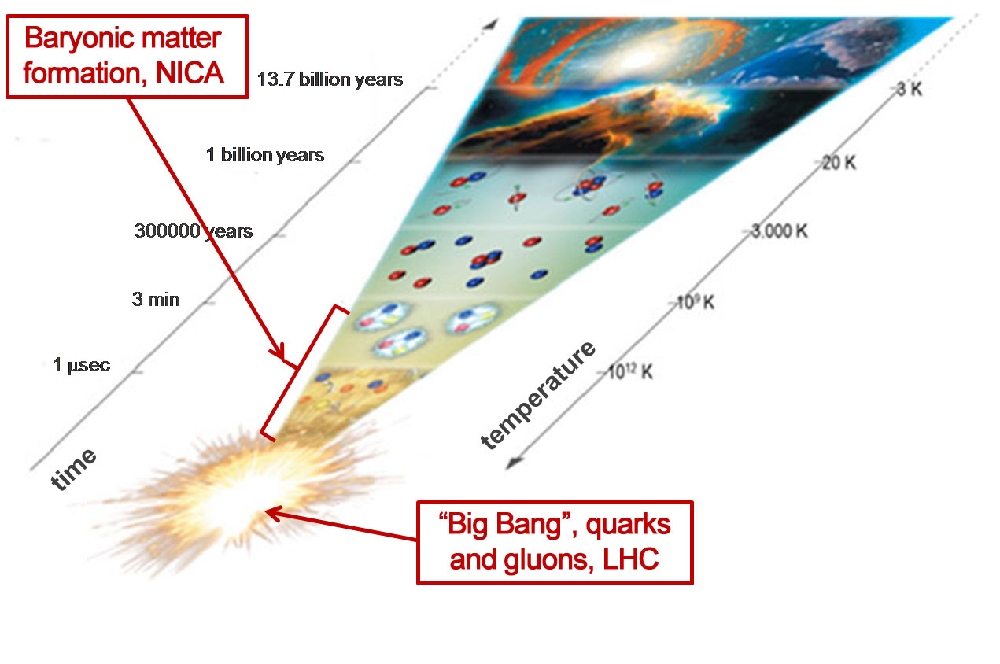 Baryonic matter
formation, NICA
13.7 billion years
1 billion years
300000 years
3 min
1 μsec
time
3 K
20 K
3.000 K
10⁹ K
10¹² K
temperature
“Big Bang”, quarks
and gluons, LHC